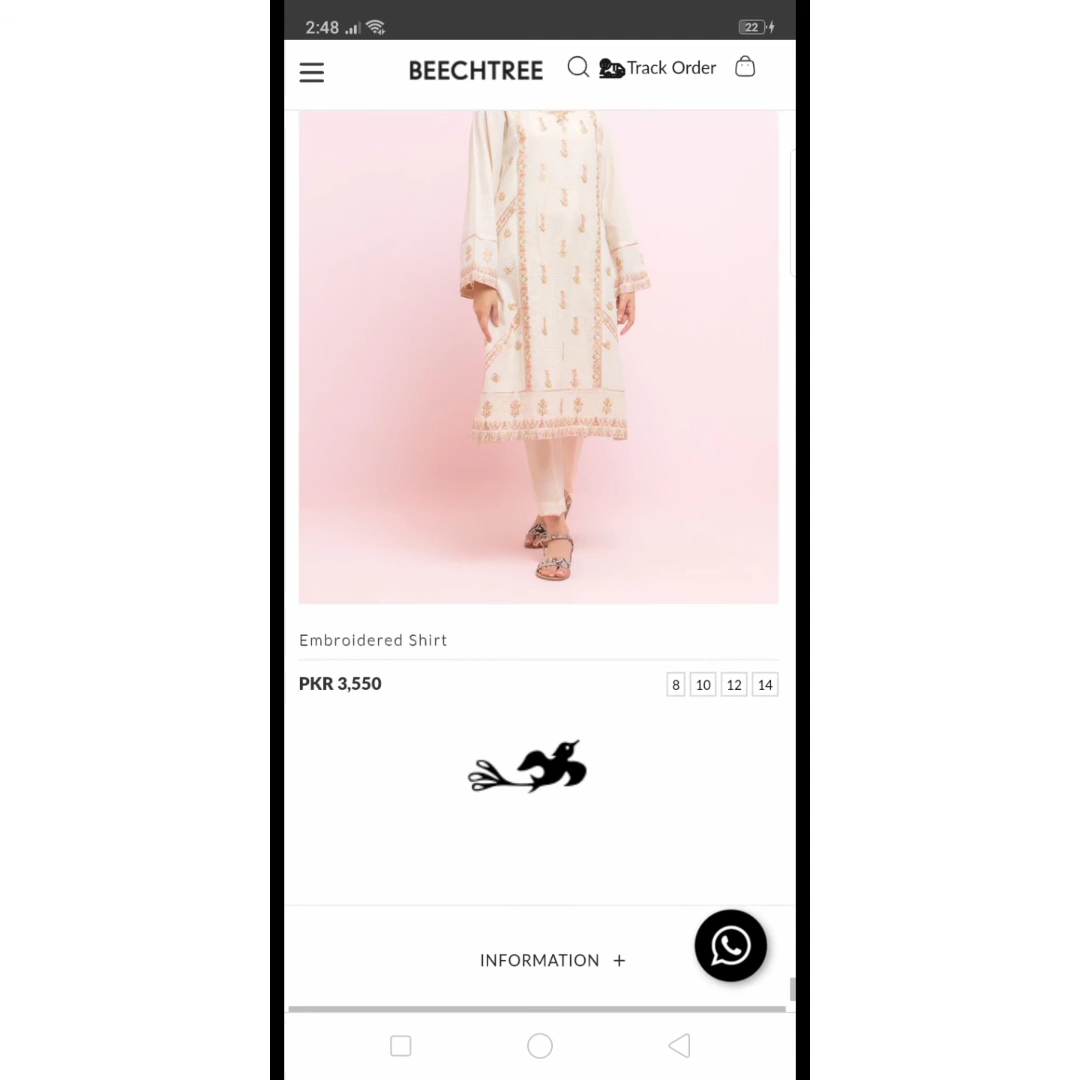 2:48
22
BEECHTREE
Track Order
Embroidered Shirt
PKR 3,550
8 10 12 14
INFORMATION +